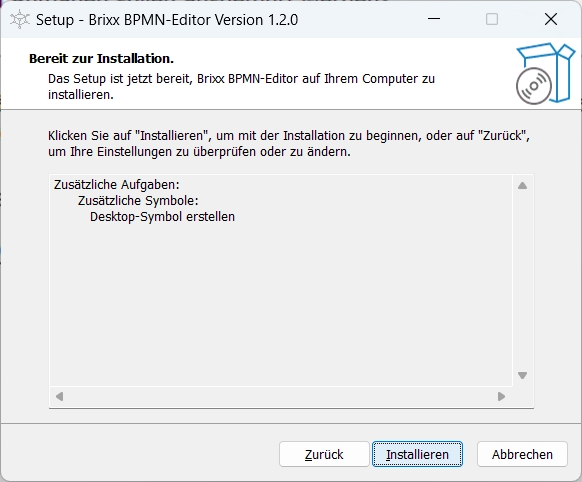 Setup - Brixx BPMN-Editor Version 1.2.0
Bereit zur Installation.
Das Setup ist jetzt bereit, Brixx BPMN-Editor auf Ihrem Computer zu
installieren.
Klicken Sie auf "Installieren", um mit der Installation zu beginnen, oder auf "Zurück",
um Ihre Einstellungen zu überprüfen oder zu ändern.
Zusätzliche Aufgaben:
Zusätzliche Symbole:
Desktop-Symbol erstellen
Zurück
Installieren
Abbrechen